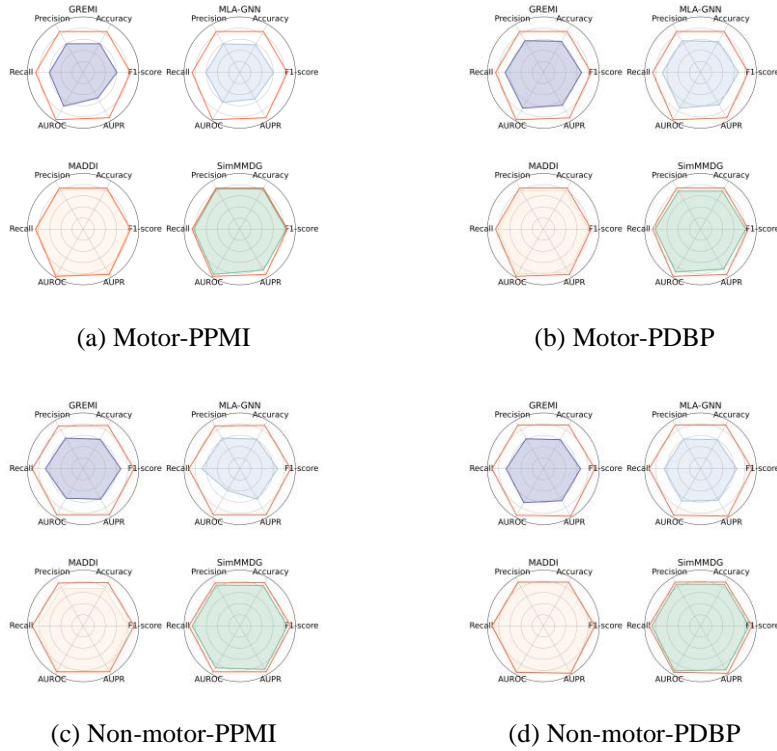 GREMI
Precision Accuracy
Recall F1-score
AUROC AUPR
MLA-GNN
Precision Accuracy
Recall F1-score
AUROC AUPR
MADDI
Precision Accuracy
Recall F1-score
AUROC AUPR
SimMMDG
Precision Accuracy
Recall F1-score
AUROC AUPR
(a) Motor-PPMI
GREMI
Precision Accuracy
Recall F1-score
AUROC AUPR
MLA-GNN
Precision Accuracy
Recall F1-score
AUROC AUPR
MADDI
Precision Accuracy
Recall F1-score
AUROC AUPR
SimMMDG
Precision Accuracy
Recall F1-score
AUROC AUPR
(b) Motor-PDBP
GREMI
Precision Accuracy
Recall F1-score
AUROC AUPR
MLA-GNN
Precision Accuracy
Recall F1-score
AUROC AUPR
MADDI
Precision Accuracy
Recall F1-score
AUROC AUPR
SimMMDG
Precision Accuracy
Recall F1-score
AUROC AUPR
(c) Non-motor-PPMI
GREMI
Precision Accuracy
Recall F1-score
AUROC AUPR
MLA-GNN
Precision Accuracy
Recall F1-score
AUROC AUPR
MADDI
Precision Accuracy
Recall F1-score
AUROC AUPR
SimMMDG
Precision Accuracy
Recall F1-score
AUROC AUPR
(d) Non-motor-PDBP